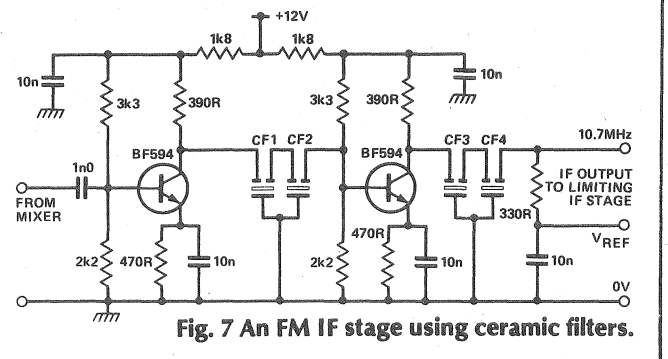 +12V
1k8 1k8
10n 10n
3k3 390R 3k3 390R
CF1 CF2 CF3 CF4 10.7MHz
BF594 BF594
1n0
FROM
MIXER
IF OUTPUT
TO LIMITING
IF STAGE
330R
VREF
2k2 470R 10n 2k2 470R 10n 10n
0V
Fig. 7 An FM IF stage using ceramic filters.